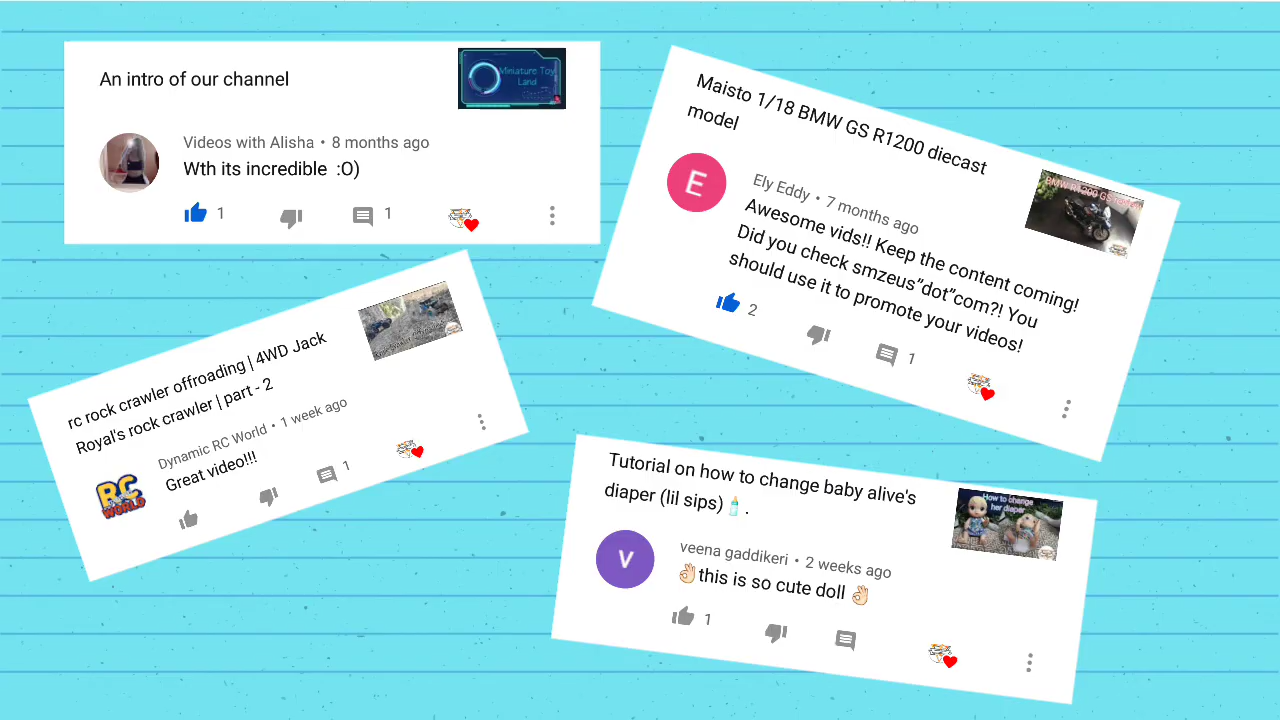 An intro of our channel
Miniature Toy
Land
Videos with Alisha • 8 months ago
Wth its incredible :O)
1
1
Maisto 1/18 BMW GS R1200 diecast
model
E
Ely Eddy • 7 months ago
Awesome vids!! Keep the content coming!
Did you check smzeus"dot"com?! You
should use it to promote your videos!
2
1
rc rock crawler offroading | 4WD Jack
Royal's rock crawler | part - 2
RC
WORLD
Dynamic RC World • 1 week ago
Great video!!!
1
Tutorial on how to change baby alive's
diaper (lil sips) 🍼.
How to change
her diaper
V
veena gaddikeri • 2 weeks ago
👌🏻this is so cute doll 👌🏻
1